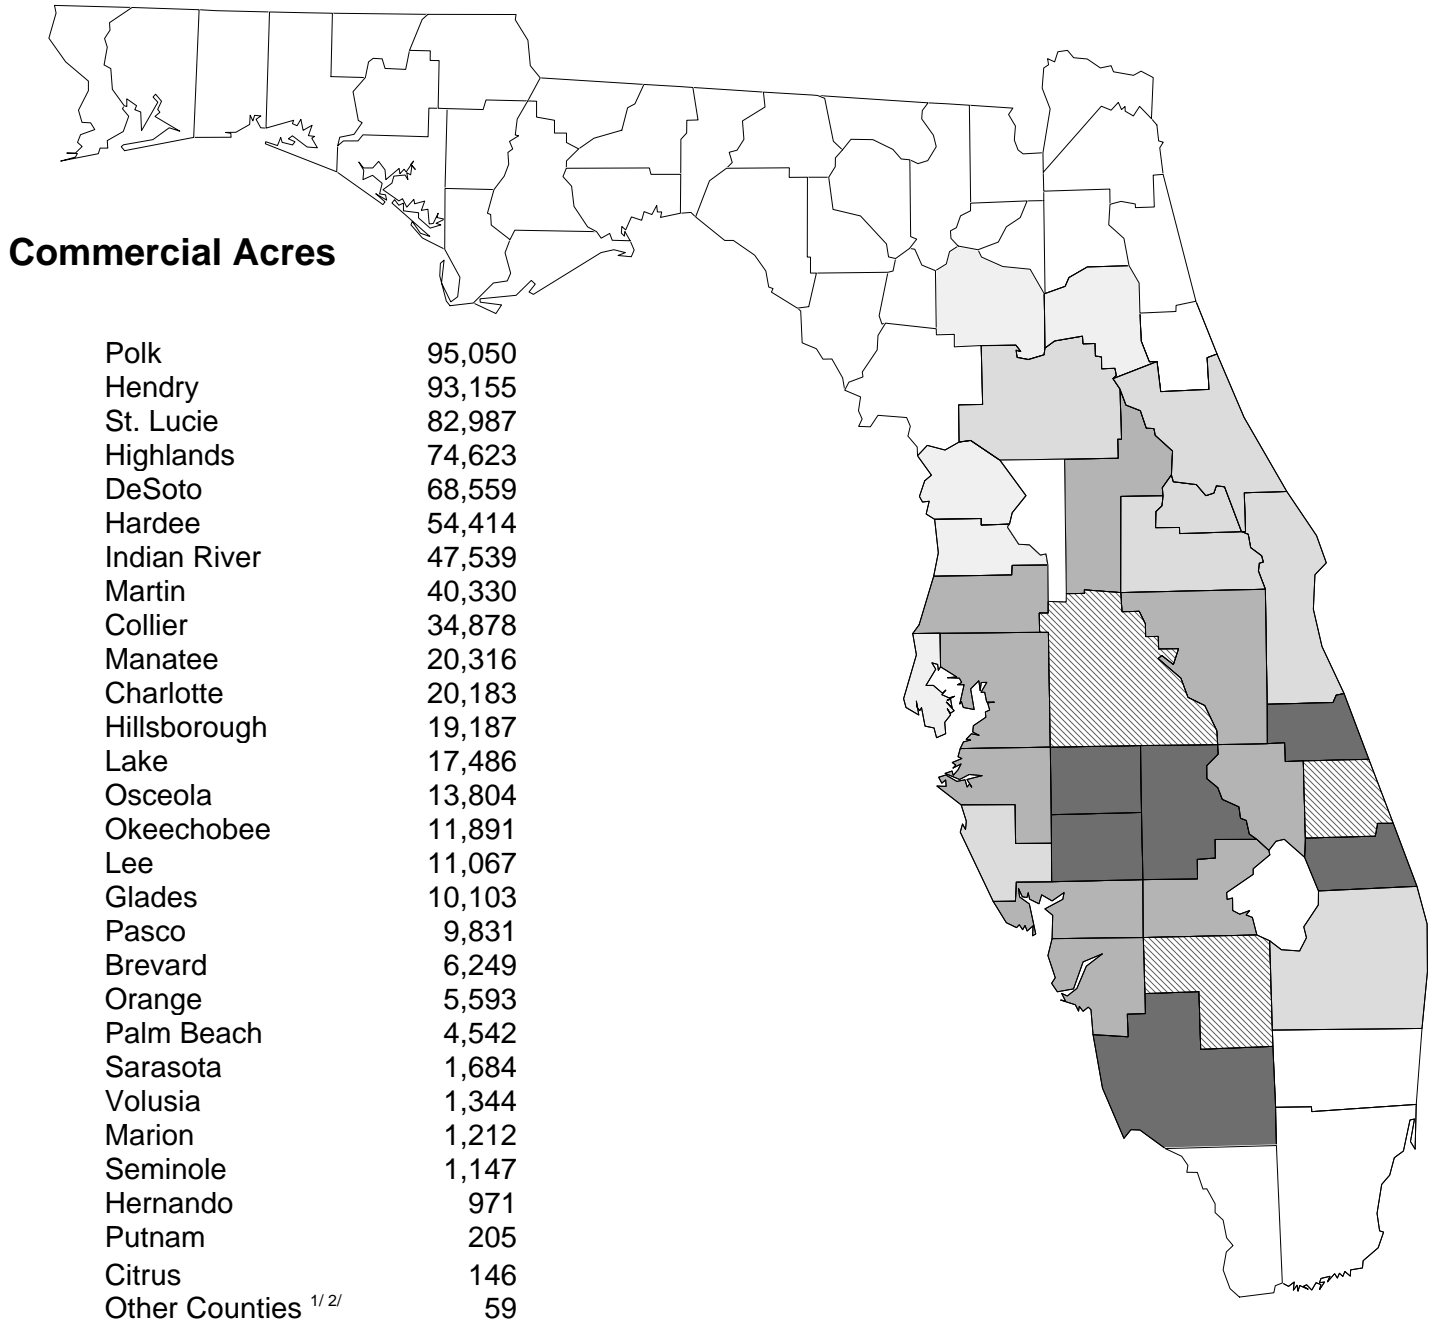 Commercial Acres
Polk 95,050
Hendry 93,155
St. Lucie 82,987
Highlands 74,623
DeSoto 68,559
Hardee 54,414
Indian River 47,539
Martin 40,330
Collier 34,878
Manatee 20,316
Charlotte 20,183
Hillsborough 19,187
Lake 17,486
Osceola 13,804
Okeechobee 11,891
Lee 11,067
Glades 10,103
Pasco 9,831
Brevard 6,249
Orange 5,593
Palm Beach 4,542
Sarasota 1,684
Volusia 1,344
Marion 1,212
Seminole 1,147
Hernando 971
Putnam 205
Citrus 146
Other Counties 1/ 2/ 59